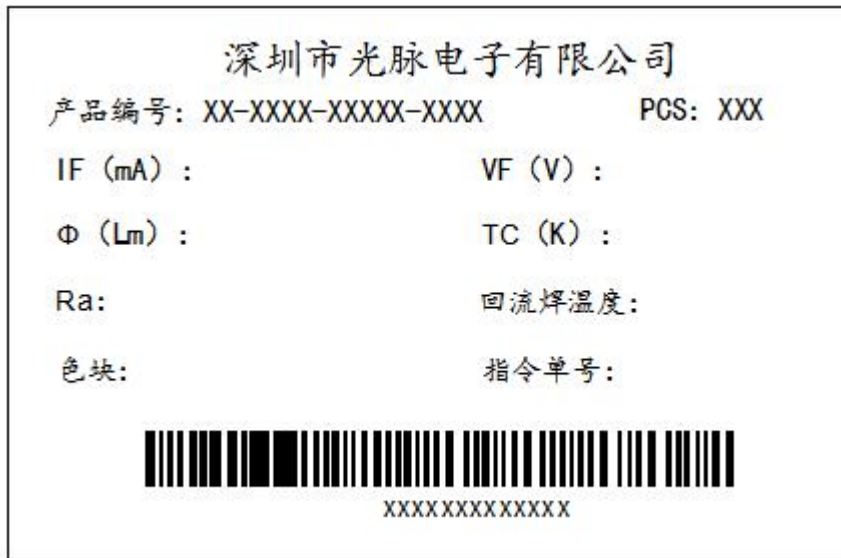 深圳市光脉电子有限公司
产品编号: XX-XXXX-XXXXX-XXXX PCS: XXX
IF (mA) : VF (V) :
Φ (Lm) : TC (K) :
Ra: 回流焊温度:
色块: 指令单号:
XXXXXXXXXXXXX